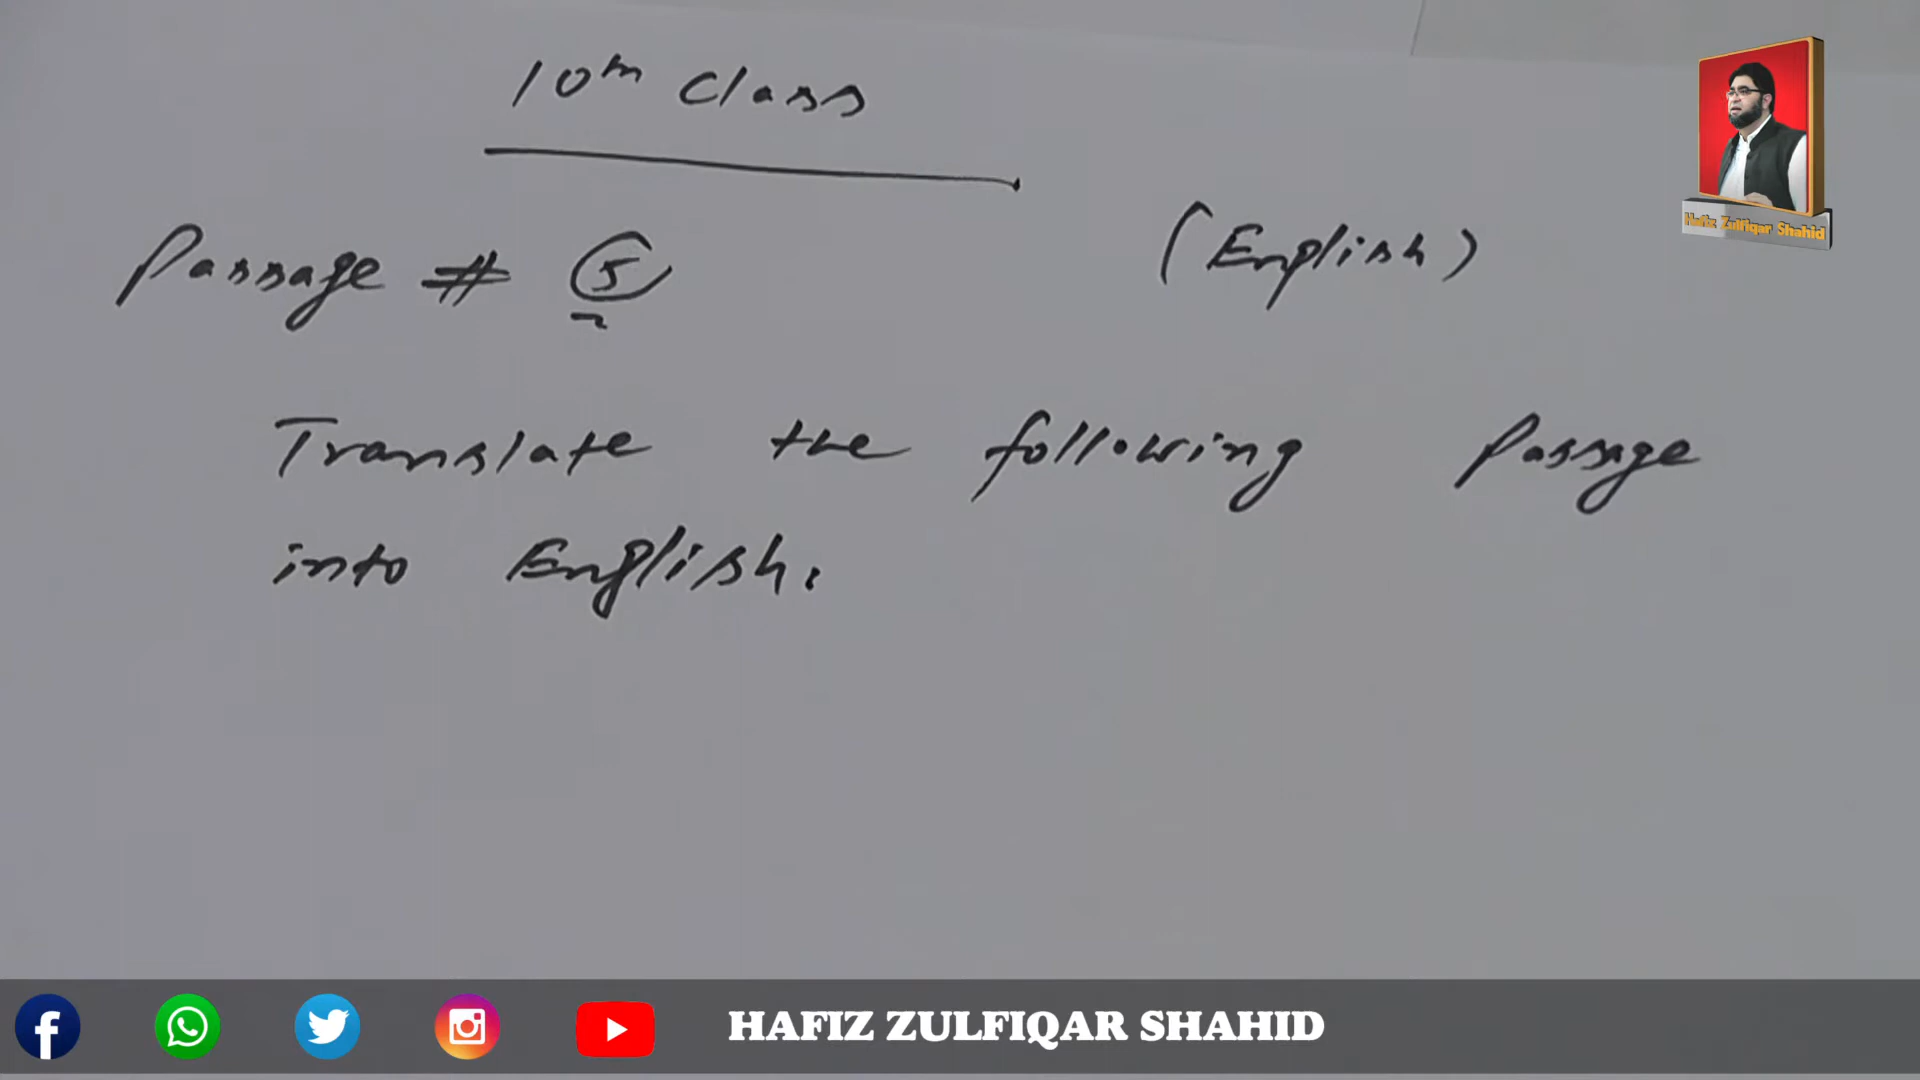 10th Class
Passage # 5
(English)
Translate the following Passage
into English.
Hafiz Zulfiqar Shahid
HAFIZ ZULFIQAR SHAHID